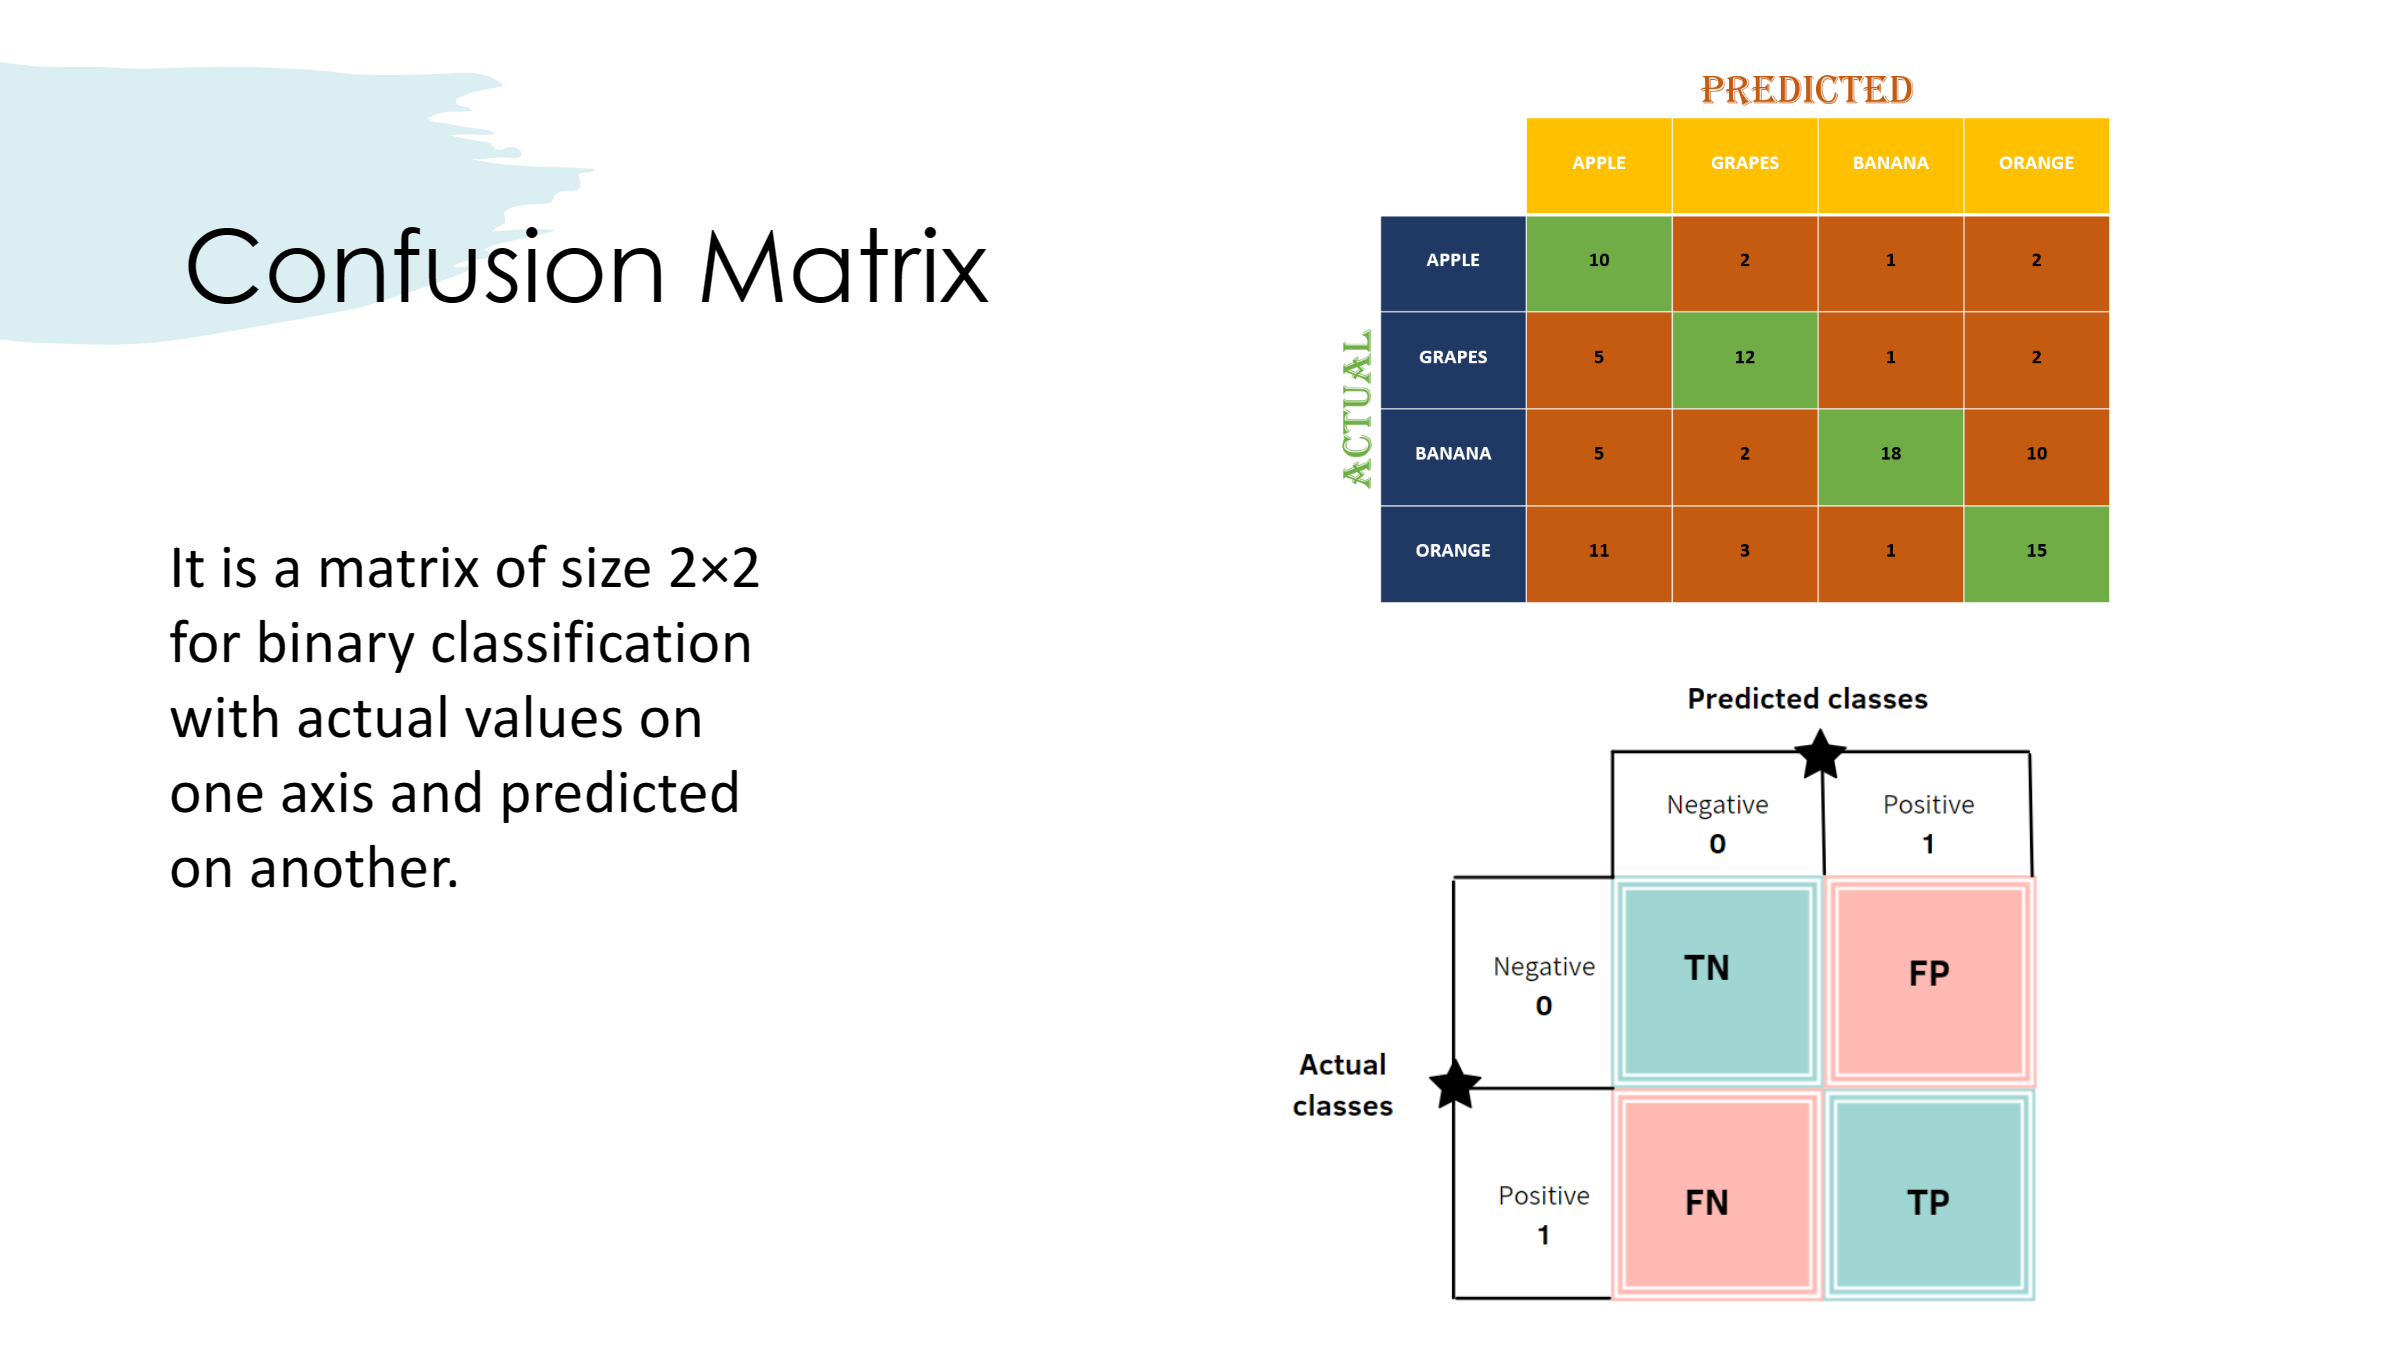 Confusion Matrix
It is a matrix of size 2×2
for binary classification
with actual values on
one axis and predicted
on another.
PREDICTED
APPLE GRAPES BANANA ORANGE
ACTUAL
APPLE 10 2 1 2
GRAPES 5 12 1 2
BANANA 5 2 18 10
ORANGE 11 3 1 15
Predicted classes
Negative Positive
0 1
Actual
classes
Negative
0
TN FP
Positive
1
FN TP